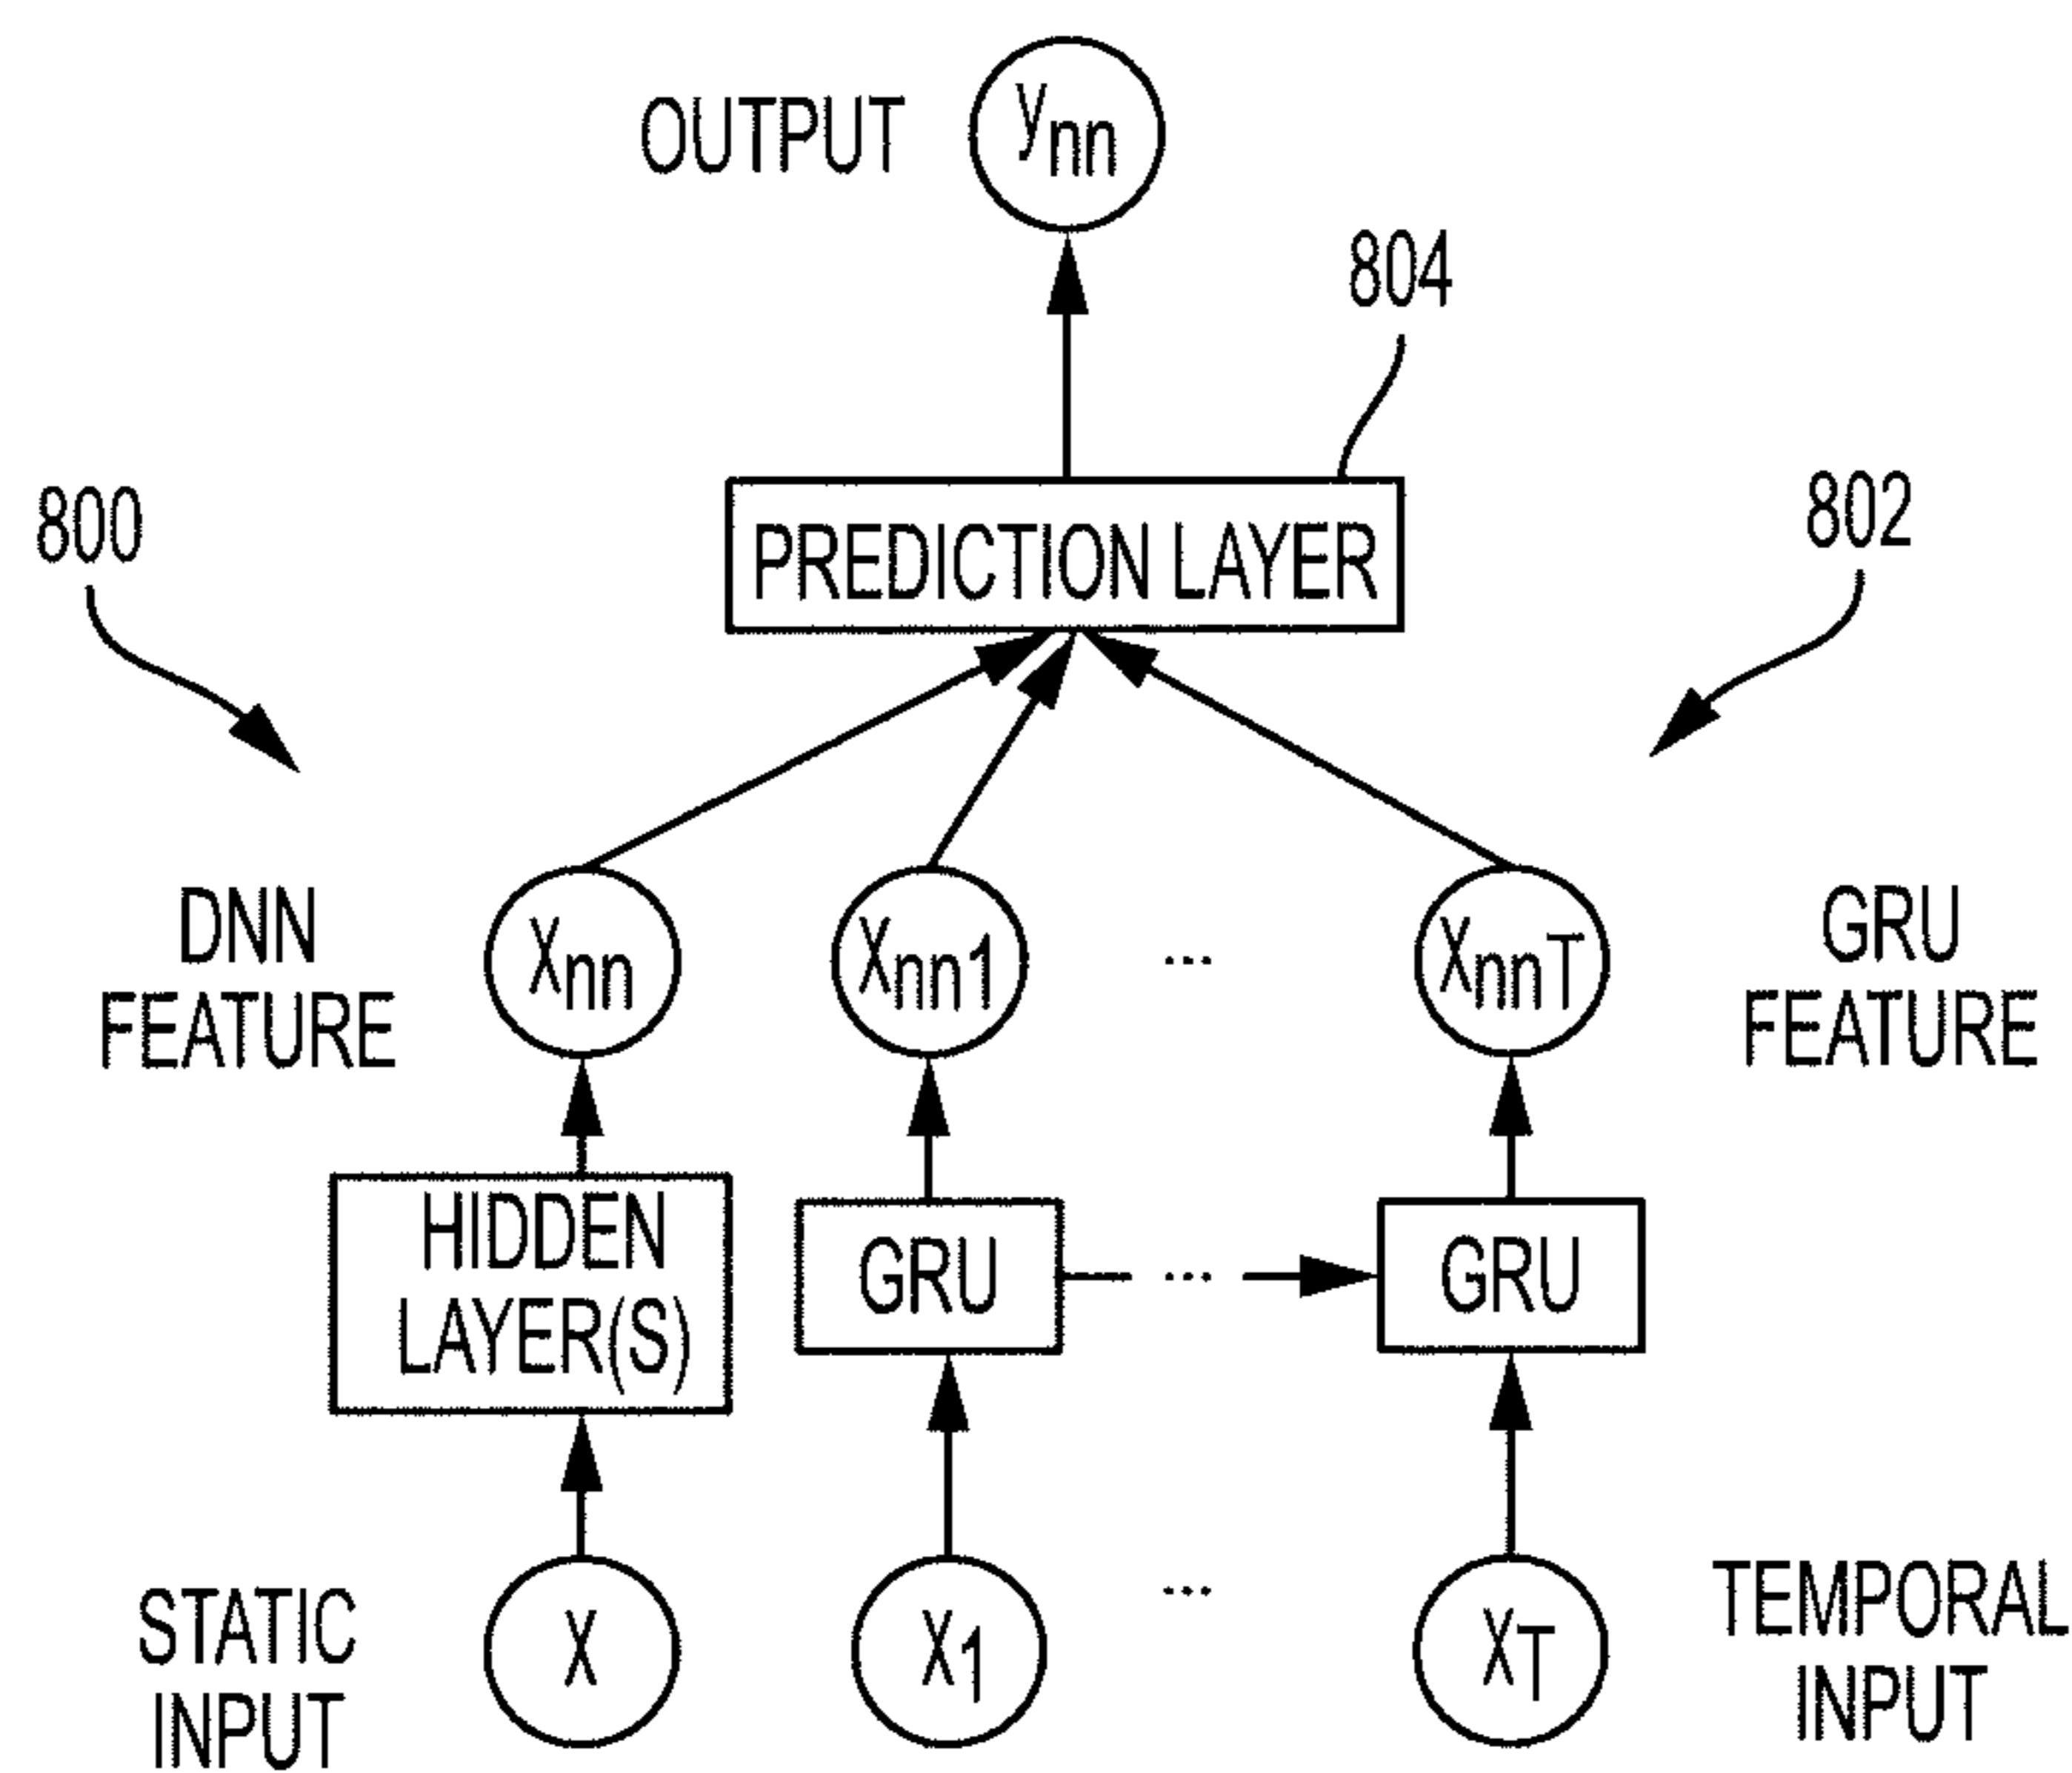 OUTPUT
ynn
804
800
802
PREDICTION LAYER
DNN
FEATURE
Xnn
Xnn1
...
XnnT
GRU
FEATURE
HIDDEN
LAYER(S)
GRU
...
GRU
STATIC
INPUT
X
X1
...
XT
TEMPORAL
INPUT